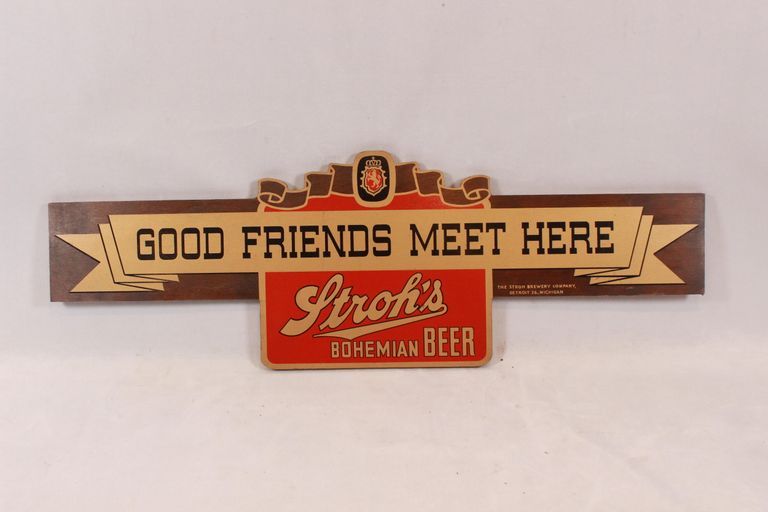 GOOD FRIENDS MEET HERE
Stroh's
BOHEMIAN BEER
THE STROH BREWERY COMPANY,
DETROIT 26, MICHIGAN